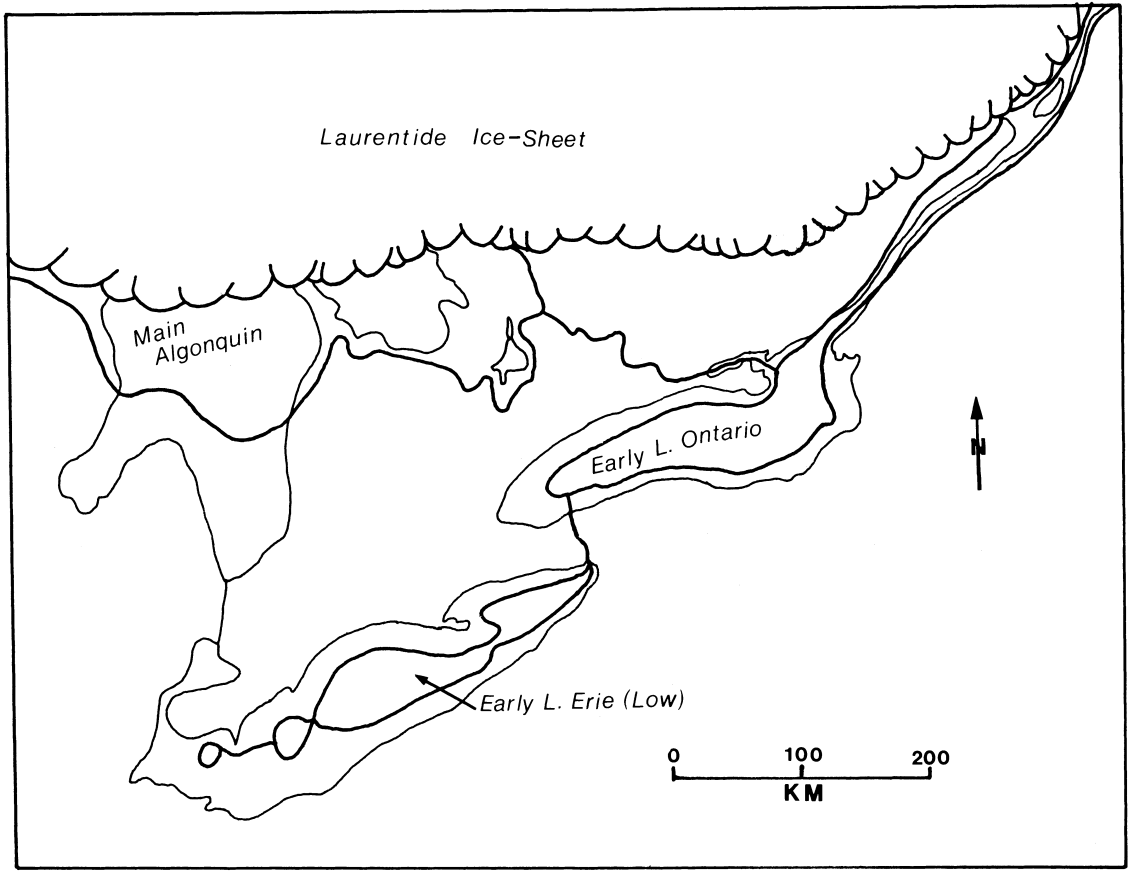 Laurentide Ice-Sheet
Main
Algonquin
Early L. Ontario
N
Early L. Erie (Low)
0 100 200
KM